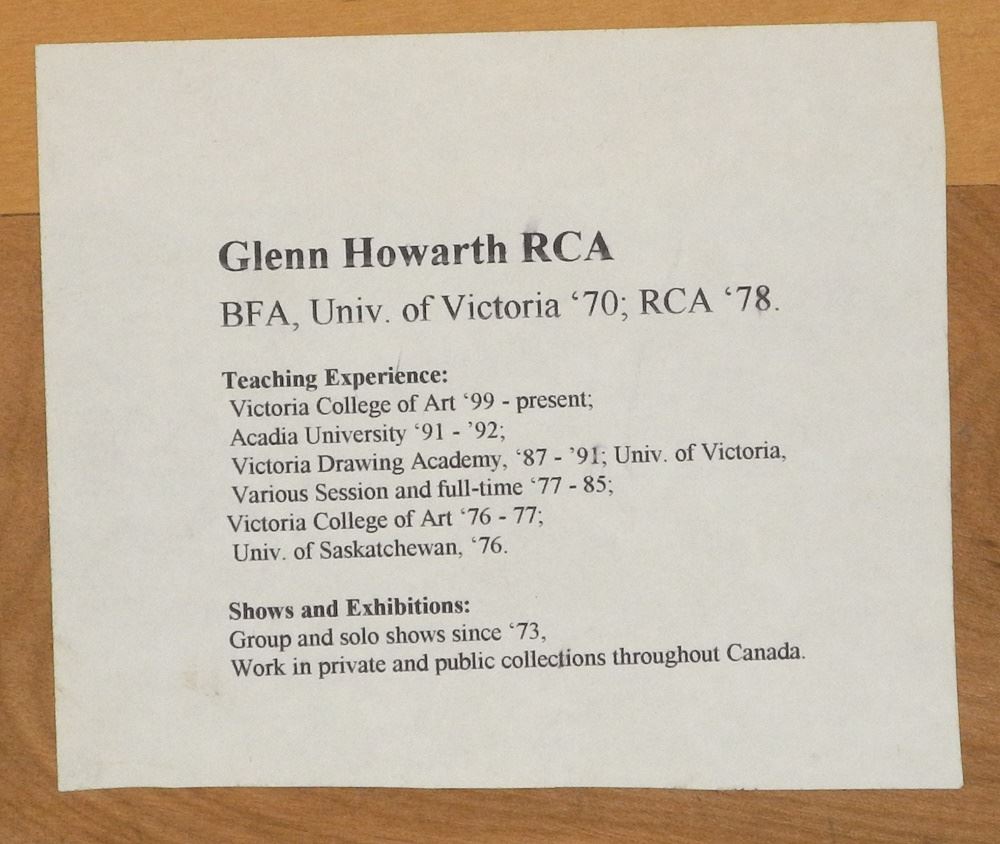 Glenn Howarth RCA
BFA, Univ. of Victoria ‘70; RCA ‘78.
Teaching Experience:
Victoria College of Art ‘99 - present;
Acadia University ‘91 - ’92;
Victoria Drawing Academy, ‘87 - ’91; Univ. of Victoria,
Various Session and full-time ‘77 - 85;
Victoria College of Art ‘76 - 77;
Univ. of Saskatchewan, ‘76.
Shows and Exhibitions:
Group and solo shows since ‘73,
Work in private and public collections throughout Canada.